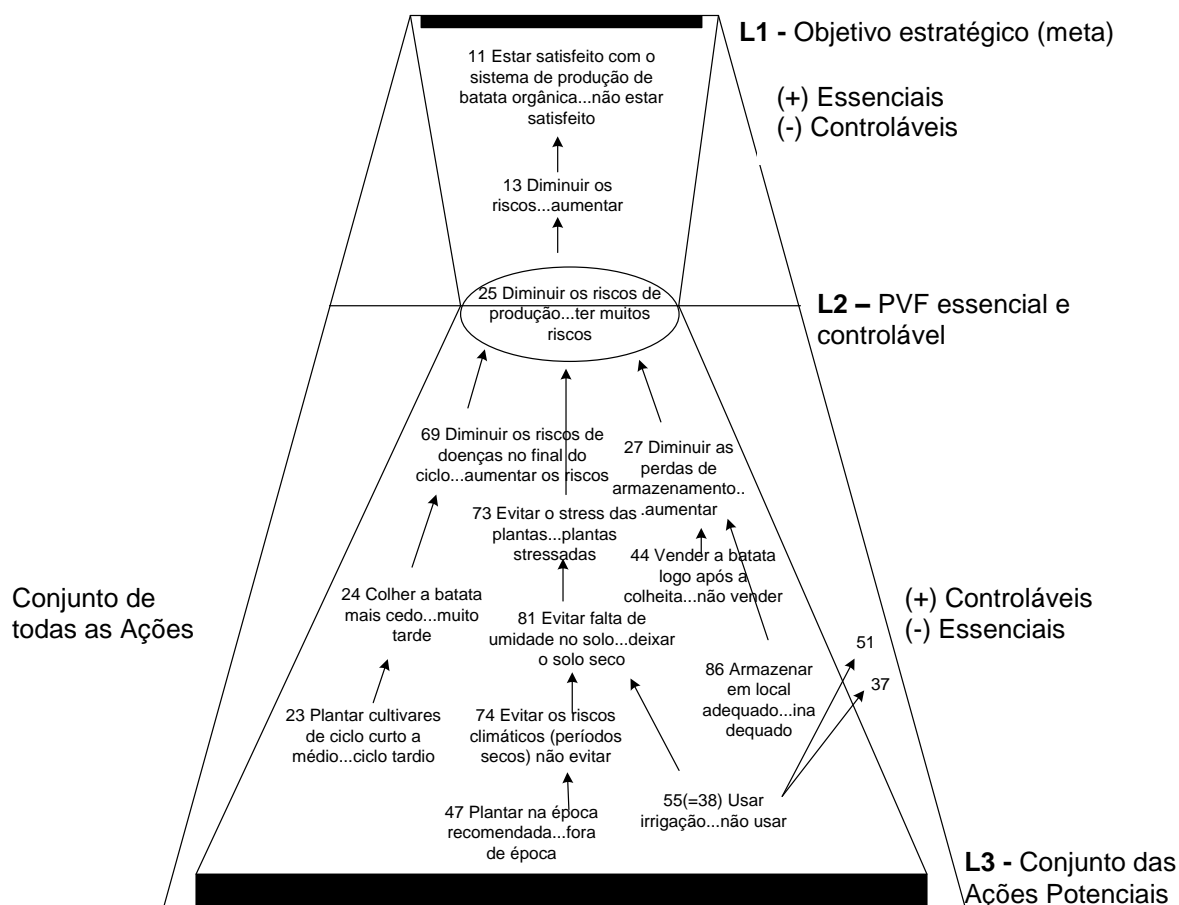 L1 - Objetivo estratégico (meta)
(+) Essenciais
(-) Controláveis
11 Estar satisfeito com o
sistema de produção de
batata orgânica...não estar
satisfeito
13 Diminuir os
riscos...aumentar
25 Diminuir os riscos de
produção...ter muitos
riscos
L2 – PVF essencial e
controlável
69 Diminuir os riscos de
doenças no final do
ciclo...aumentar os riscos
27 Diminuir as
perdas de
armazenamento..
.aumentar
73 Evitar o stress das
plantas...plantas
stressadas
44 Vender a batata
logo após a
colheita...não vender
24 Colher a batata
mais cedo...muito
tarde
81 Evitar falta de
umidade no solo...deixar
o solo seco
Conjunto de
todas as Ações
(+) Controláveis
(-) Essenciais
51
37
86 Armazenar
em local
adequado...ina
dequado
23 Plantar cultivares
de ciclo curto a
médio...ciclo tardio
74 Evitar os riscos
climáticos (períodos
secos) não evitar
55(=38) Usar
irrigação...não usar
47 Plantar na época
recomendada...fora
de época
L3 - Conjunto das
Ações Potenciais